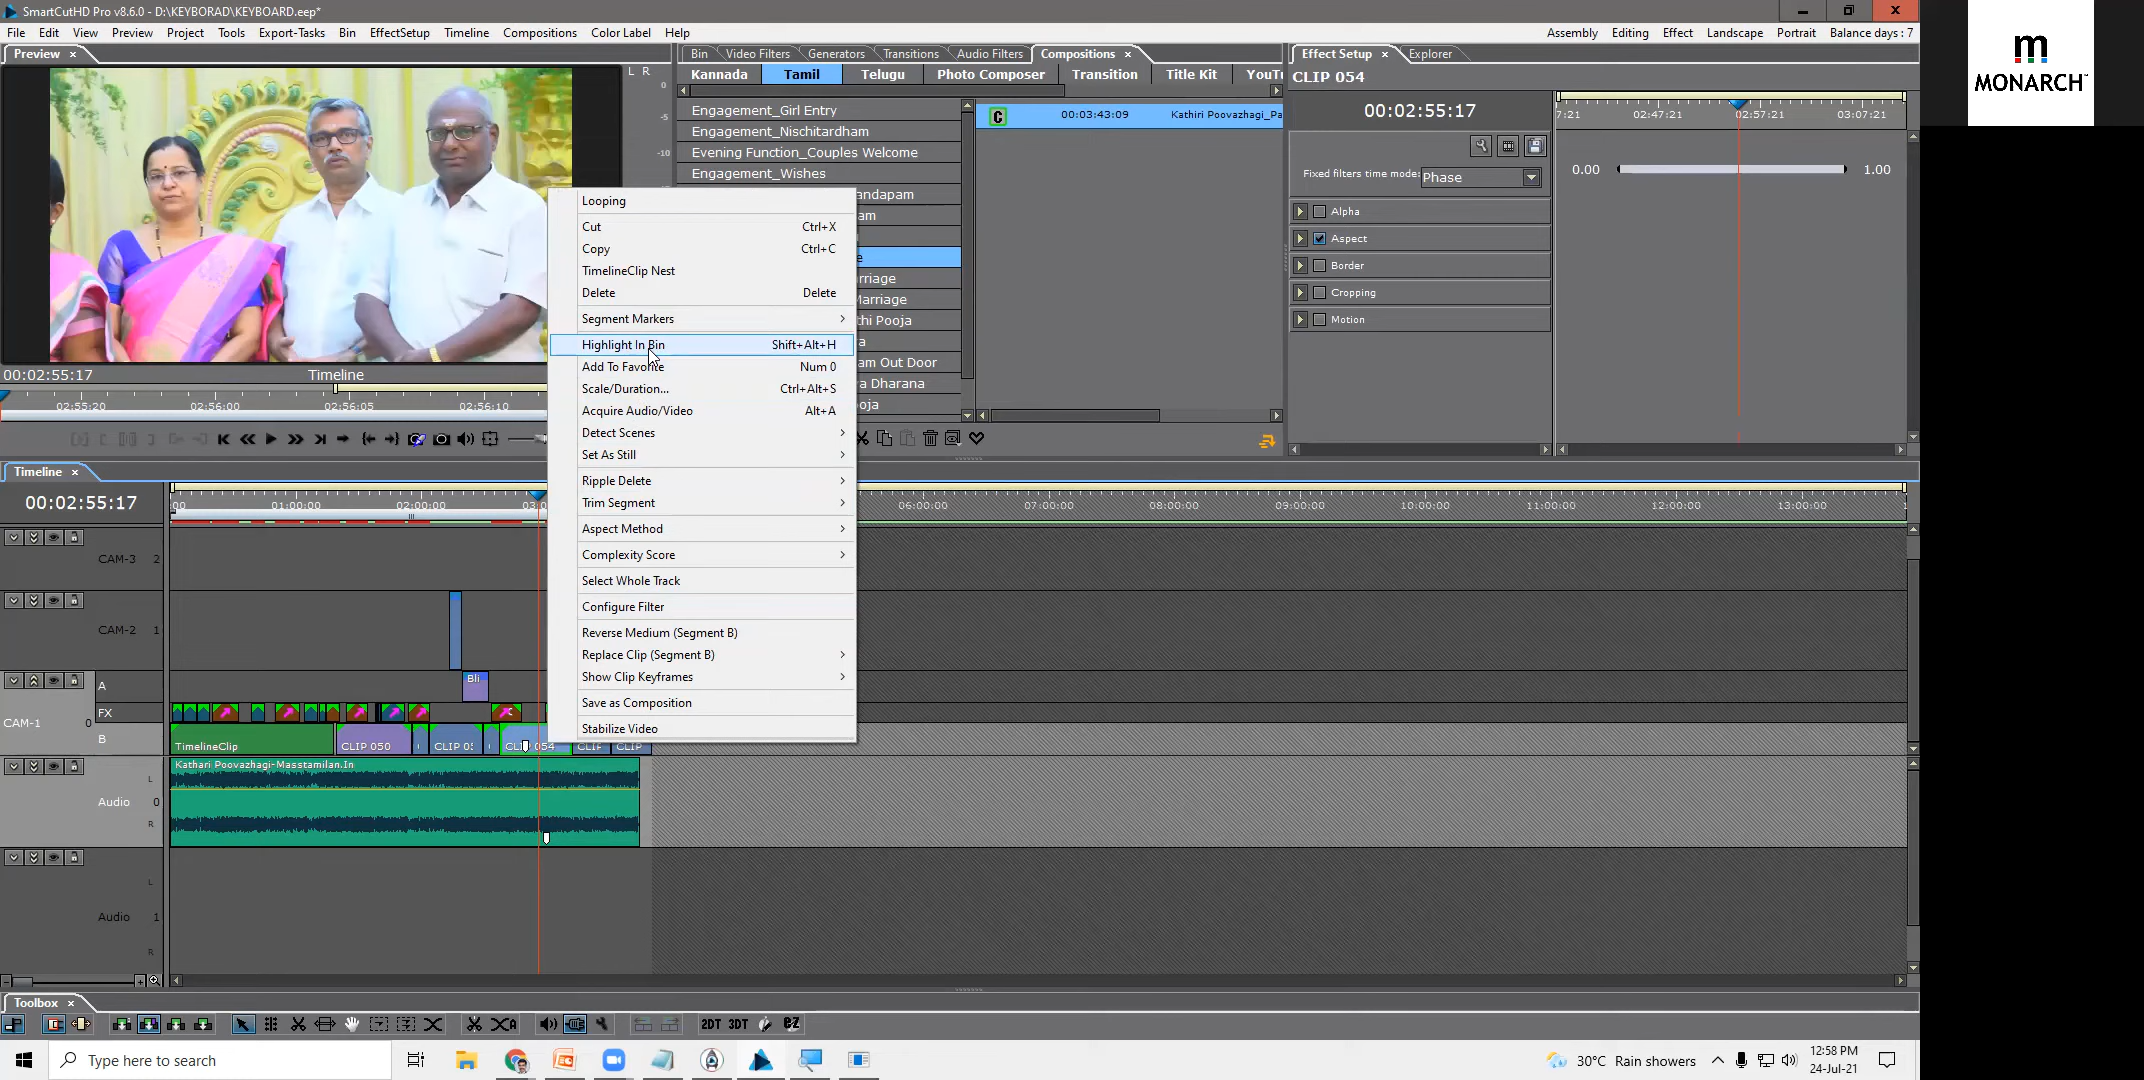 SmartCutHD Pro v8.6.0 - D:\KEYBORAD\KEYBOARD.eep*
File Edit View Preview Project Tools Export-Tasks Bin EffectSetup Timeline Compositions Color Label Help
Assembly Editing Effect Landscape Portrait Balance days : 7
MONARCH
Preview
L R
0
-5
-10
00:02:55:17 Timeline
02:55:20 02:56:00 02:56:05 02:56:10
Bin Video Filters Generators Transitions Audio Filters Compositions
Kannada Tamil Telugu Photo Composer Transition Title Kit YouT
Engagement_Girl Entry
Engagement_Nischitardham
Evening Function_Couples Welcome
Engagement_Wishes
andapam
am
e
rriage
Marriage
thi Pooja
ra
am Out Door
va Dharana
ooja
C 00:03:43:09 Kathiri Poovazhagi_Pa
Effect Setup Explorer
CLIP 054
00:02:55:17
7:21 02:47:21 02:57:21 03:07:21
Fixed filters time mode: Phase
0.00 1.00
Alpha
Aspect
Border
Cropping
Motion
Looping
Cut Ctrl+X
Copy Ctrl+C
TimelineClip Nest
Delete Delete
Segment Markers
Highlight In Bin Shift+Alt+H
Add To Favorite Num 0
Scale/Duration... Ctrl+Alt+S
Acquire Audio/Video Alt+A
Detect Scenes
Set As Still
Ripple Delete
Trim Segment
Aspect Method
Complexity Score
Select Whole Track
Configure Filter
Reverse Medium (Segment B)
Replace Clip (Segment B)
Show Clip Keyframes
Save as Composition
Stabilize Video
Timeline
00:02:55:17
:00 01:00:00 02:00:00 03:0 06:00:00 07:00:00 08:00:00 09:00:00 10:00:00 11:00:00 12:00:00 13:00:00
CAM-3 2
CAM-2 1
CAM-1 0
A
Bli
FX
B
TimelineClip CLIP 050 CLIP 05 CLIP 054 CLIP CLIP
Kathari Poovazhagi-Masstamilan.In
L
Audio 0
R
L
Audio 1
R
Toolbox
2DT 3DT eZ
Type here to search
30°C Rain showers
12:58 PM
24-Jul-21